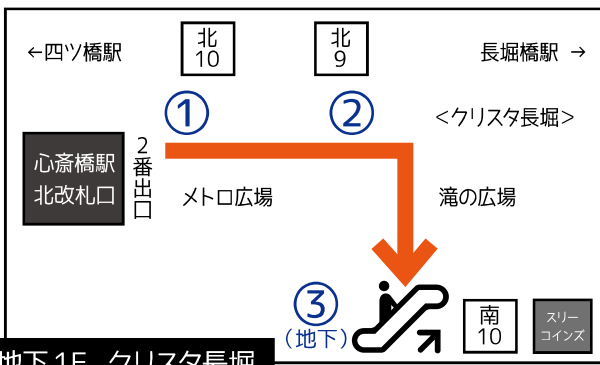 ←四ツ橋駅
北
10
北
9
長堀橋駅 →
①
②
<クリスタ長堀>
心斎橋駅
北改札口
2番出口
メトロ広場
滝の広場
③
（地下）
南
10
スリー
コインズ
地下1F クリスタ長堀